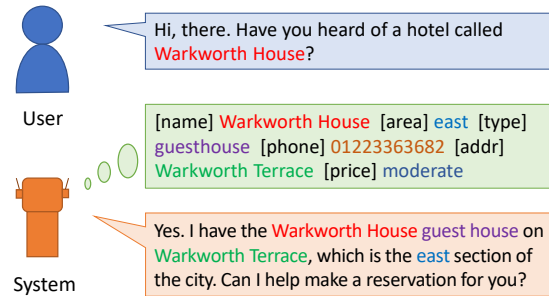 Hi, there. Have you heard of a hotel called
Warkworth House?
User
[name] Warkworth House [area] east [type]
guesthouse [phone] 01223363682 [addr]
Warkworth Terrace [price] moderate
Yes. I have the Warkworth House guest house on
Warkworth Terrace, which is the east section of
the city. Can I help make a reservation for you?
System